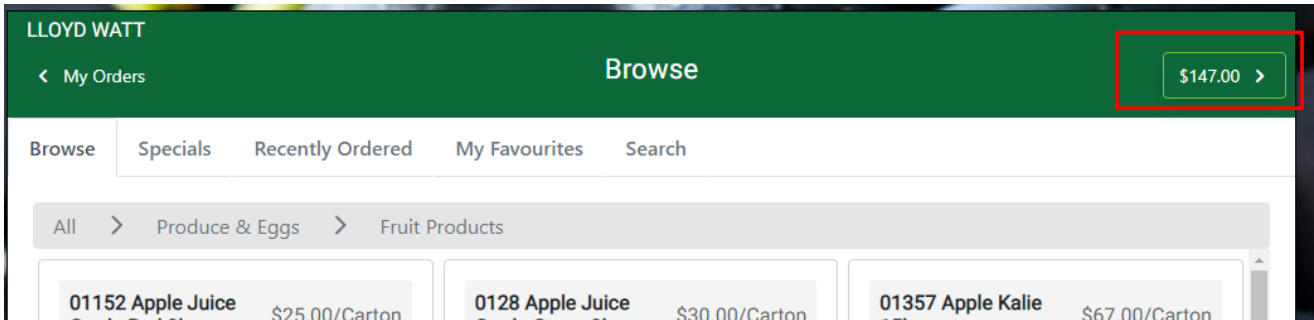 LLOYD WATT
My Orders
Browse
$147.00
Browse Specials Recently Ordered My Favourites Search
All Produce & Eggs Fruit Products
01152 Apple Juice $25.00/Carton
0128 Apple Juice $30.00/Carton
01357 Apple Kalie $67.00/Carton